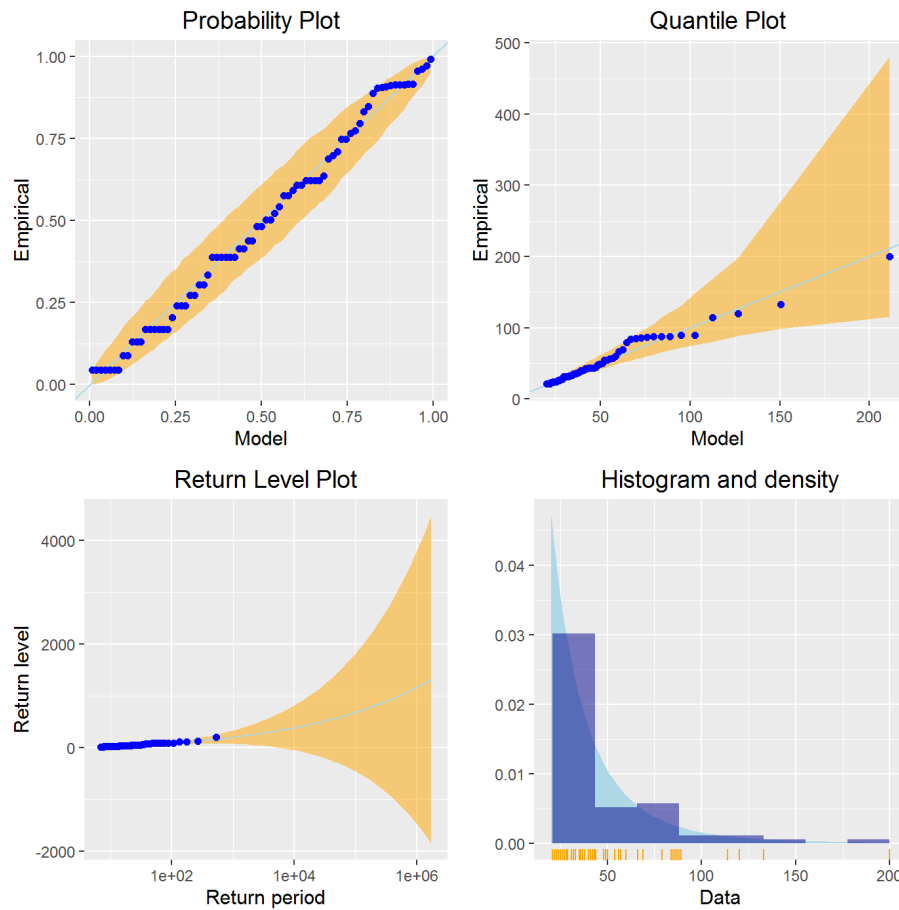 Probability Plot
1.00
0.75
0.50
0.25
0.00
Empirical
0.00 0.25 0.50 0.75 1.00
Model
Quantile Plot
500
400
300
200
100
0
Empirical
50 100 150 200
Model
Return Level Plot
4000
2000
0
-2000
Return level
1e+02 1e+04 1e+06
Return period
Histogram and density
0.04
0.03
0.02
0.01
0.00
50 100 150 200
Data